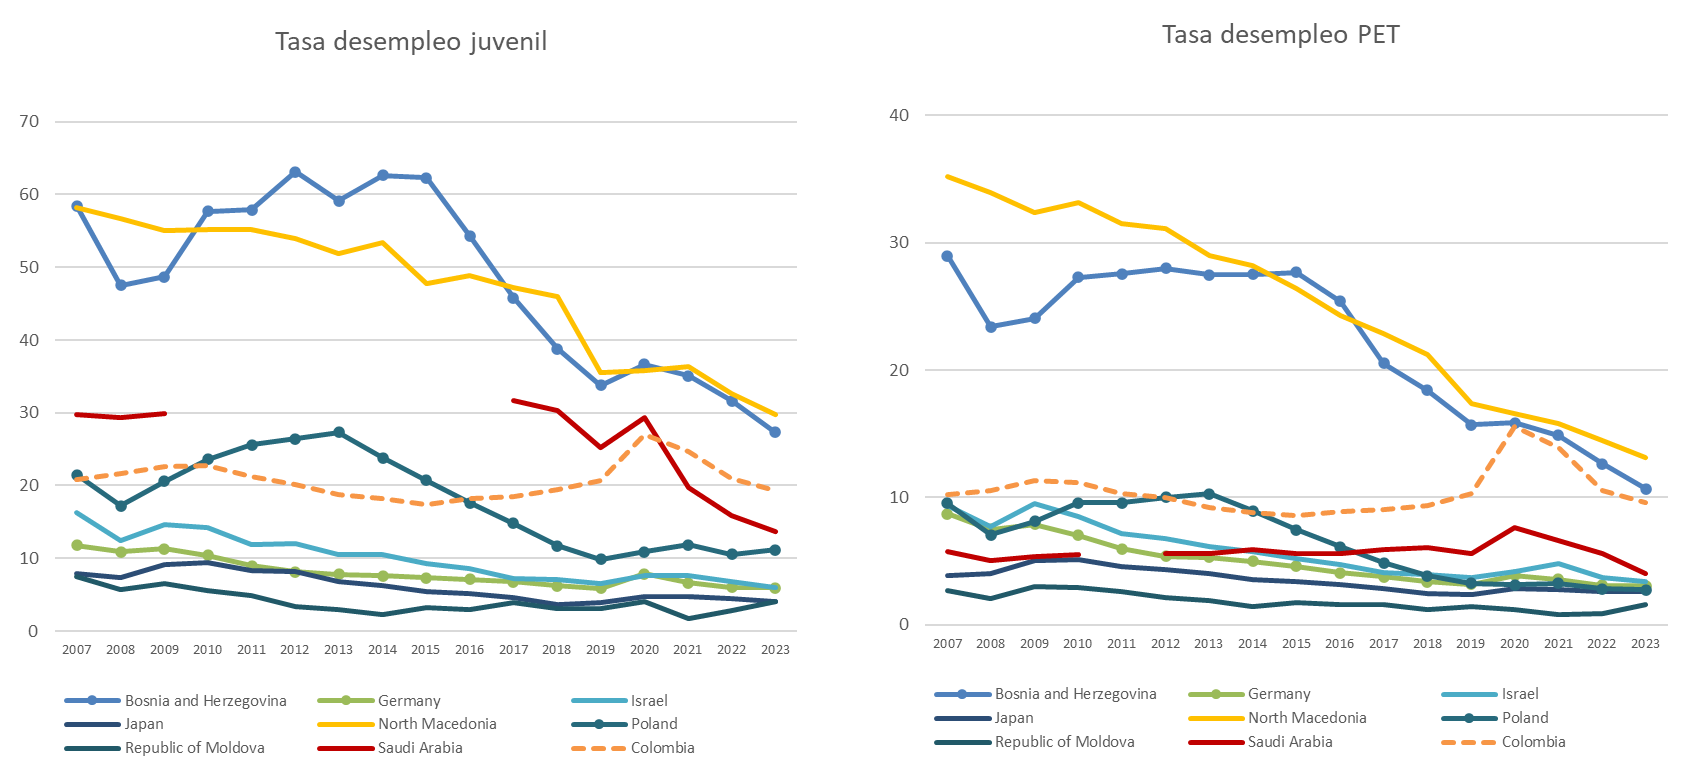 Tasa desempleo juvenil
70
60
50
40
30
20
10
0
2007 2008 2009 2010 2011 2012 2013 2014 2015 2016 2017 2018 2019 2020 2021 2022 2023
Bosnia and Herzegovina Germany Israel
Japan North Macedonia Poland
Republic of Moldova Saudi Arabia Colombia
Tasa desempleo PET
40
30
20
10
0
2007 2008 2009 2010 2011 2012 2013 2014 2015 2016 2017 2018 2019 2020 2021 2022 2023
Bosnia and Herzegovina Germany Israel
Japan North Macedonia Poland
Republic of Moldova Saudi Arabia Colombia